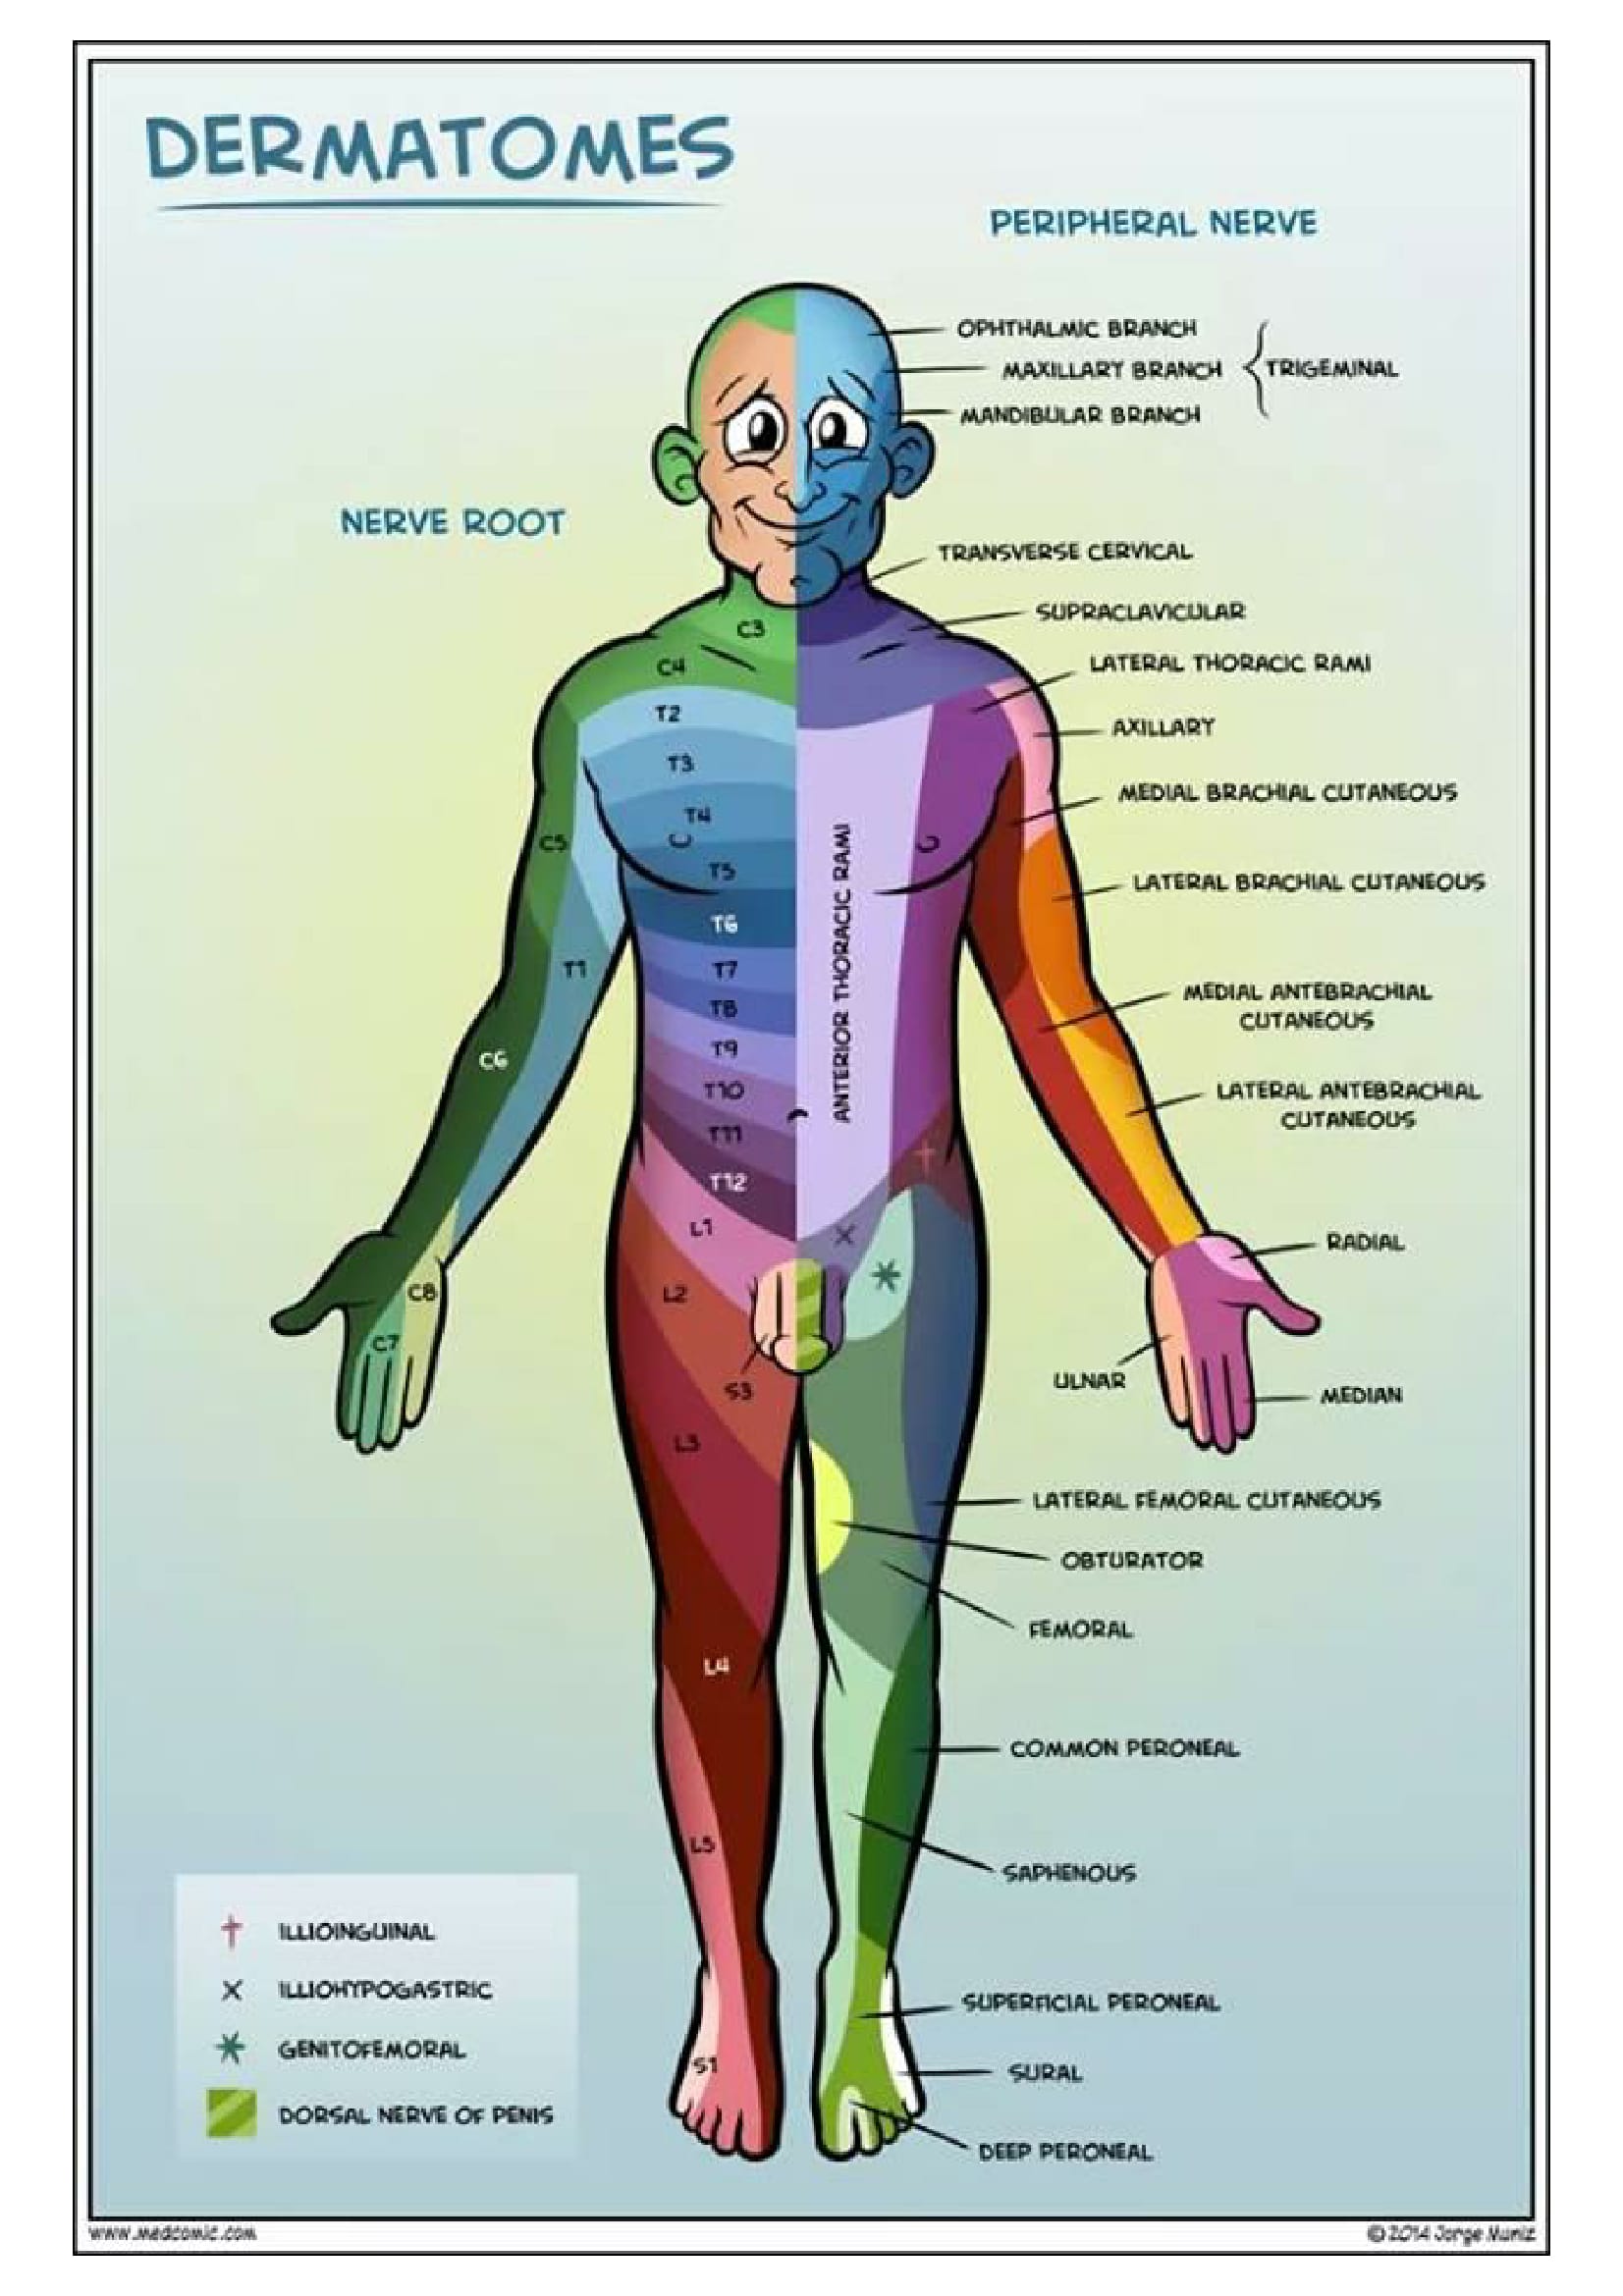 DERMATOMES
PERIPHERAL NERVE
OPHTHALMIC BRANCH
MAXILLARY BRANCH
TRIGEMINAL
MANDIBULAR BRANCH
NERVE ROOT
TRANSVERSE CERVICAL
SUPRACLAVICULAR
LATERAL THORACIC RAMI
AXILLARY
MEDIAL BRACHIAL CUTANEOUS
LATERAL BRACHIAL CUTANEOUS
MEDIAL ANTEBRACHIAL
CUTANEOUS
LATERAL ANTEBRACHIAL
CUTANEOUS
RADIAL
ULNAR
MEDIAN
LATERAL FEMORAL CUTANEOUS
OBTURATOR
FEMORAL
COMMON PERONEAL
SAPHENOUS
SUPERFICIAL PERONEAL
SURAL
DEEP PERONEAL
ANTERIOR THORACIC RAMI
C3
C4
T2
T3
T4
C5
T5
T6
T7
T1
T8
T9
C6
T10
T11
T12
L1
C8
L2
C7
S3
L3
L4
L5
S1
† ILLIOINGUINAL
X ILLIOHYPOGASTRIC
* GENITOFEMORAL
DORSAL NERVE OF PENIS
www.medcomic.com
© 2014 Jorge Muniz